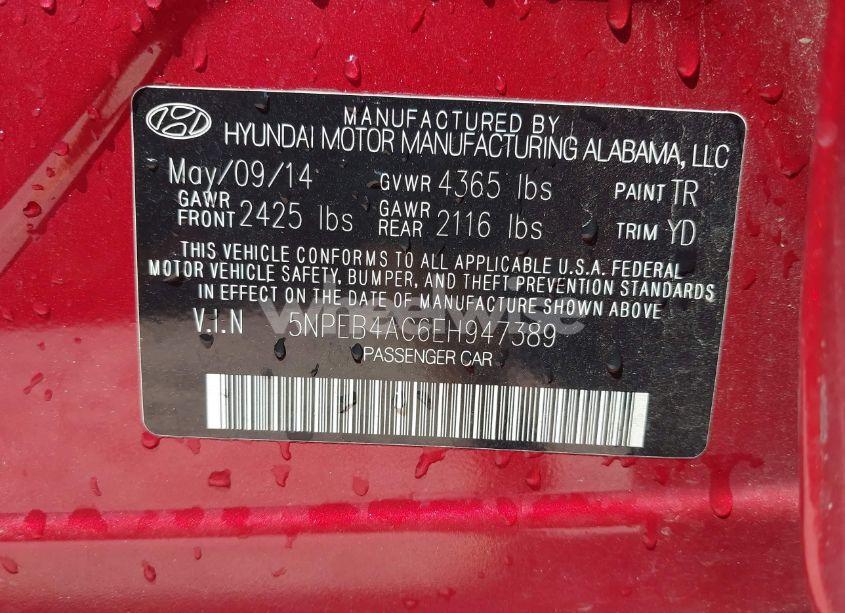 MANUFACTURED BY
HYUNDAI MOTOR MANUFACTURING ALABAMA, LLC
May/09/14 GVWR 4365 lbs PAINT TR
GAWR FRONT 2425 lbs GAWR REAR 2116 lbs TRIM YD
THIS VEHICLE CONFORMS TO ALL APPLICABLE U.S.A. FEDERAL
MOTOR VEHICLE SAFETY, BUMPER, AND THEFT PREVENTION STANDARDS
IN EFFECT ON THE DATE OF MANUFACTURE SHOWN ABOVE
V.I.N 5NPEB4AC6EH947389
PASSENGER CAR